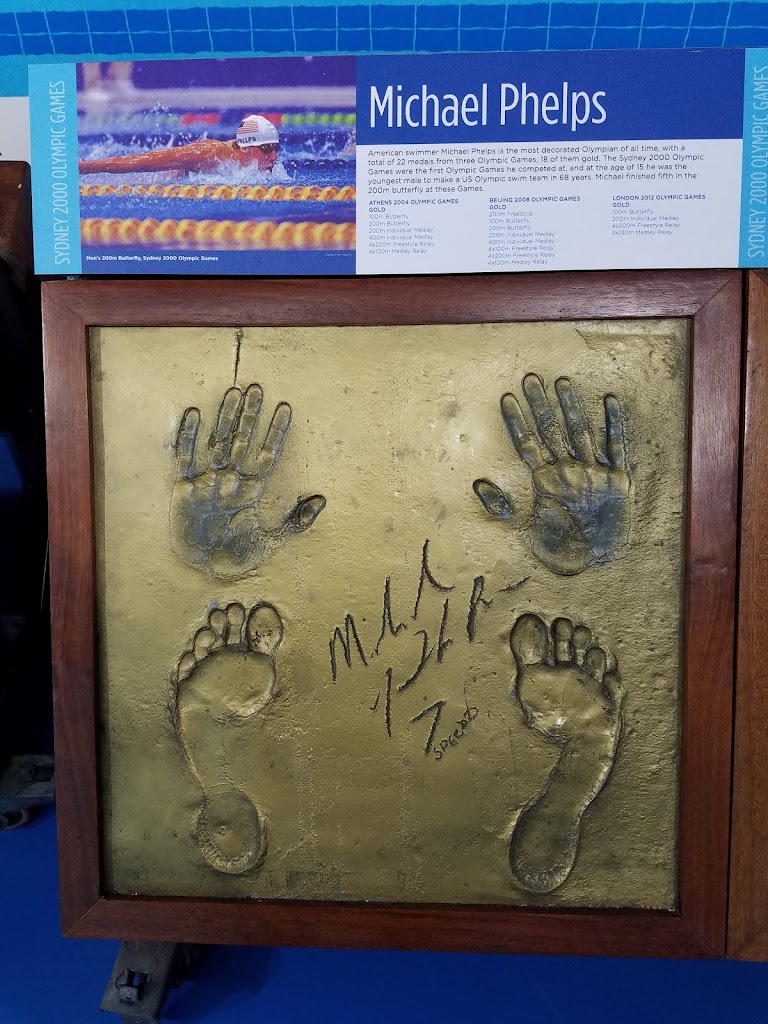 SYDNEY 2000 OLYMPIC GAMES
PHELPS
Men's 200m Butterfly, Sydney 2000 Olympic Games
Michael Phelps
American swimmer Michael Phelps is the most decorated Olympian of all time, with a
total of 22 medals from three Olympic Games, 18 of them gold. The Sydney 2000 Olympic
Games were the first Olympic Games he competed at, and at the age of 15 he was the
youngest male to make a US Olympic swim team in 68 years. Michael finished fifth in the
200m butterfly at these Games.
ATHENS 2004 OLYMPIC GAMES
GOLD
100m Butterfly
200m Butterfly
200m Individual Medley
400m Individual Medley
4x200m Freestyle Relay
4x100m Medley Relay
BEIJING 2008 OLYMPIC GAMES
GOLD
200m Freestyle
100m Butterfly
200m Butterfly
200m Individual Medley
400m Individual Medley
4x100m Freestyle Relay
4x200m Freestyle Relay
4x100m Medley Relay
LONDON 2012 OLYMPIC GAMES
GOLD
100m Butterfly
200m Individual Medley
4x200m Freestyle Relay
4x100m Medley Relay
SYDNEY 2000 OLYMPIC GAMES